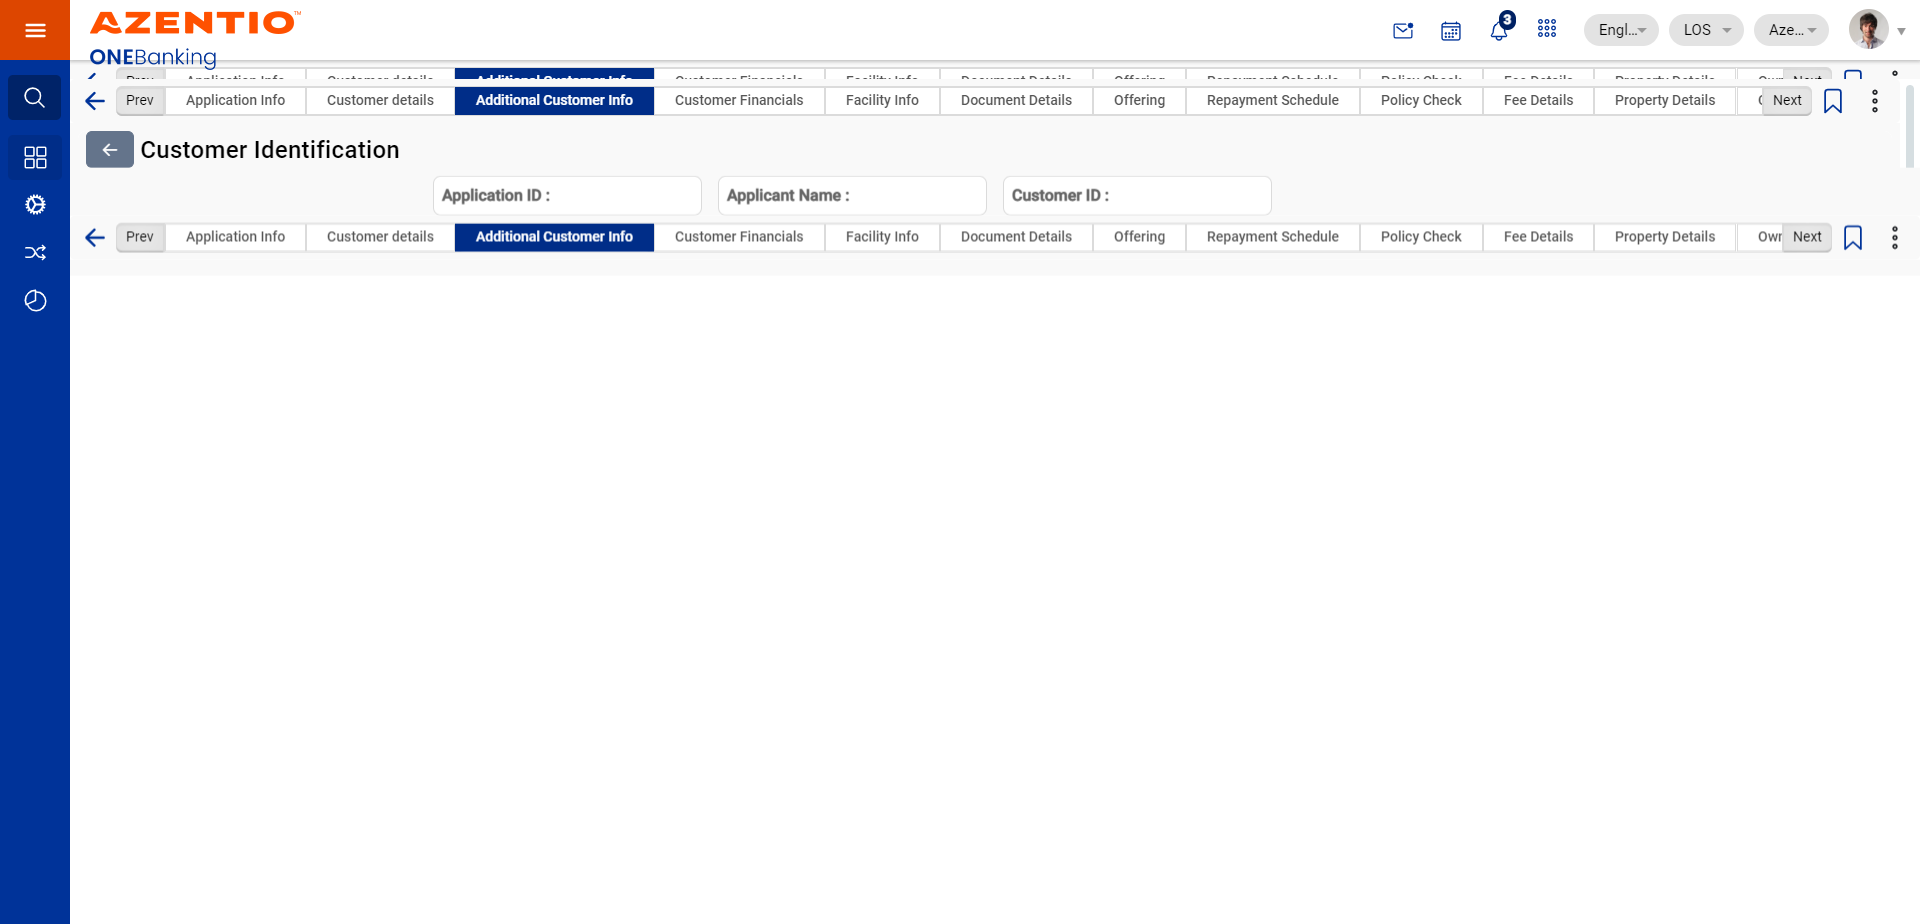 AZENTIO™
ONEBanking
3
Engl...
LOS
Aze...
Prev Application Info Customer details Additional Customer Info Customer Financials Facility Info Document Details Offering Repayment Schedule Policy Check Fee Details Property Details Own Next
Prev Application Info Customer details Additional Customer Info Customer Financials Facility Info Document Details Offering Repayment Schedule Policy Check Fee Details Property Details Next
Customer Identification
Application ID : Applicant Name : Customer ID :
Prev Application Info Customer details Additional Customer Info Customer Financials Facility Info Document Details Offering Repayment Schedule Policy Check Fee Details Property Details Own Next